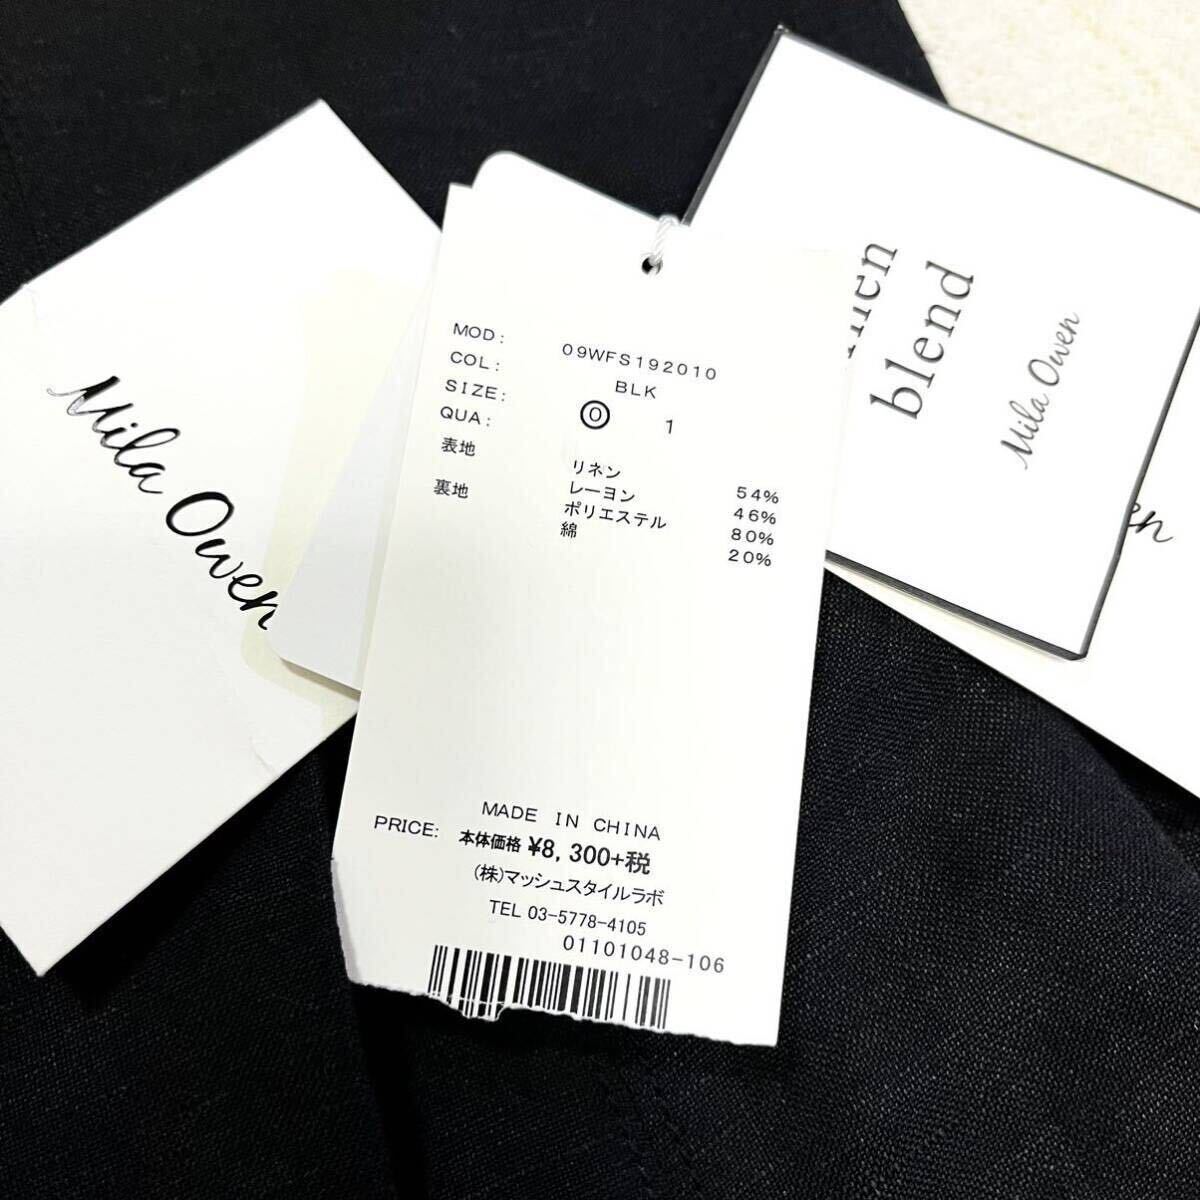 Mila Owen
MOD: 09WFS192010
COL: BLK
SIZE: ⓪ 1
QUA:
表地 リネン 54%
レーヨン 46%
裏地 ポリエステル 80%
綿 20%
MADE IN CHINA
PRICE: 本体価格 ¥8,300+税
(株)マッシュスタイルラボ
TEL 03-5778-4105
01101048-106
blend
Mila Owen